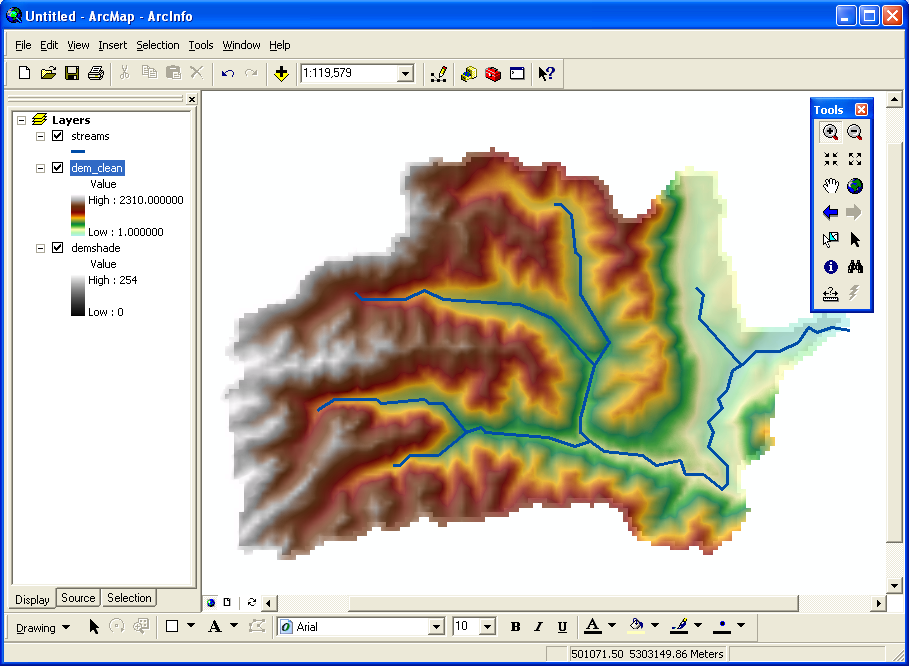 Untitled - ArcMap - ArcInfo
File Edit View Insert Selection Tools Window Help
1:119,579
Layers
streams
dem_clean
Value
High : 2310.000000
Low : 1.000000
demshade
Value
High : 254
Low : 0
Tools
Display Source Selection
Drawing A Arial 10 B I U A
501071.50 5303149.86 Meters